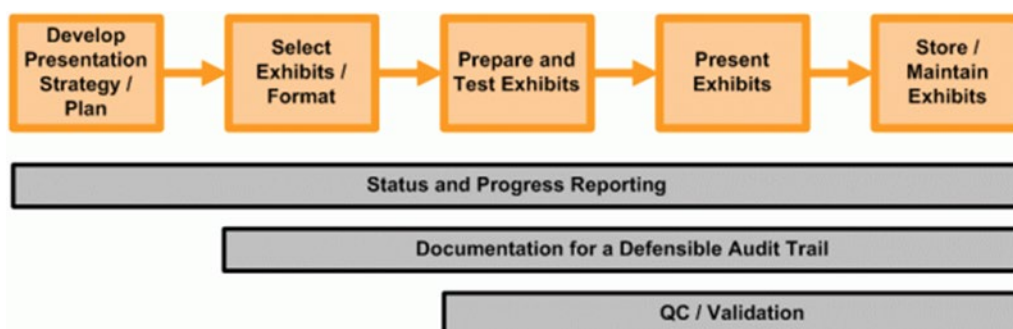 Develop
Presentation
Strategy /
Plan
Select
Exhibits /
Format
Prepare and
Test Exhibits
Present
Exhibits
Store /
Maintain
Exhibits
Status and Progress Reporting
Documentation for a Defensible Audit Trail
QC / Validation